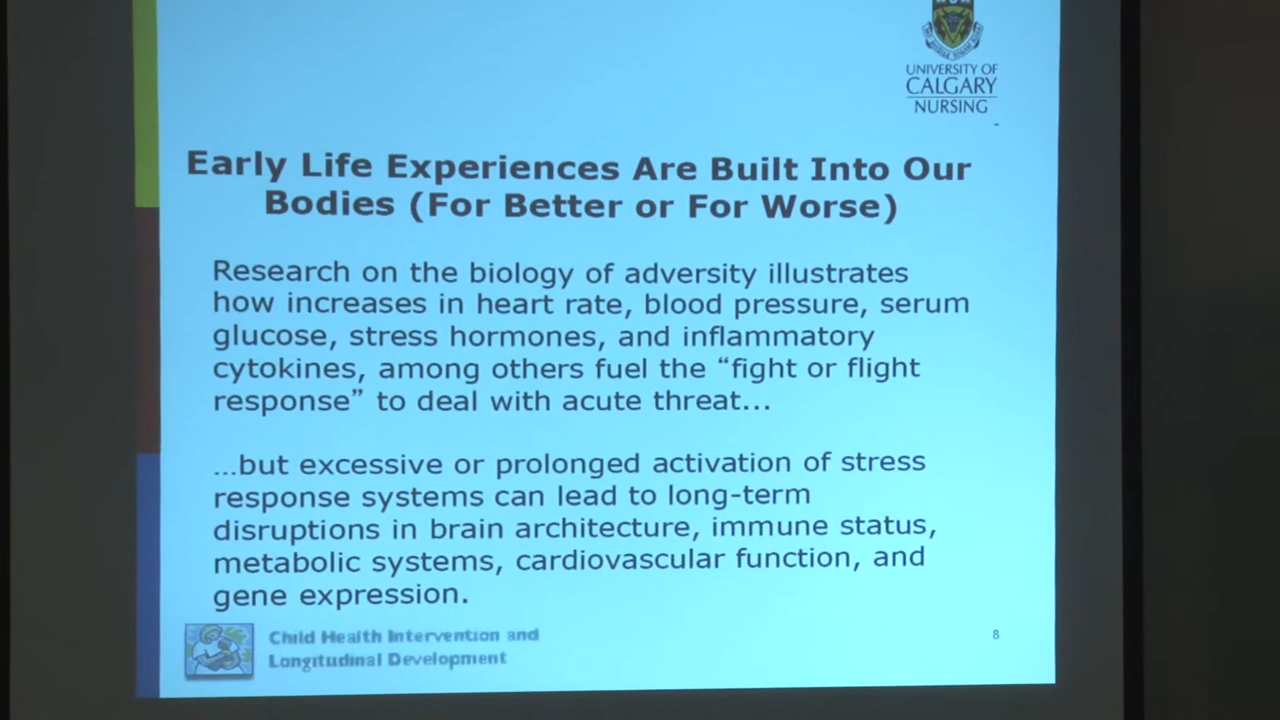 UNIVERSITY OF
CALGARY
NURSING
Early Life Experiences Are Built Into Our
Bodies (For Better or For Worse)
Research on the biology of adversity illustrates
how increases in heart rate, blood pressure, serum
glucose, stress hormones, and inflammatory
cytokines, among others fuel the “fight or flight
response” to deal with acute threat...
...but excessive or prolonged activation of stress
response systems can lead to long-term
disruptions in brain architecture, immune status,
metabolic systems, cardiovascular function, and
gene expression.
Child Health Intervention and
Longitudinal Development
8